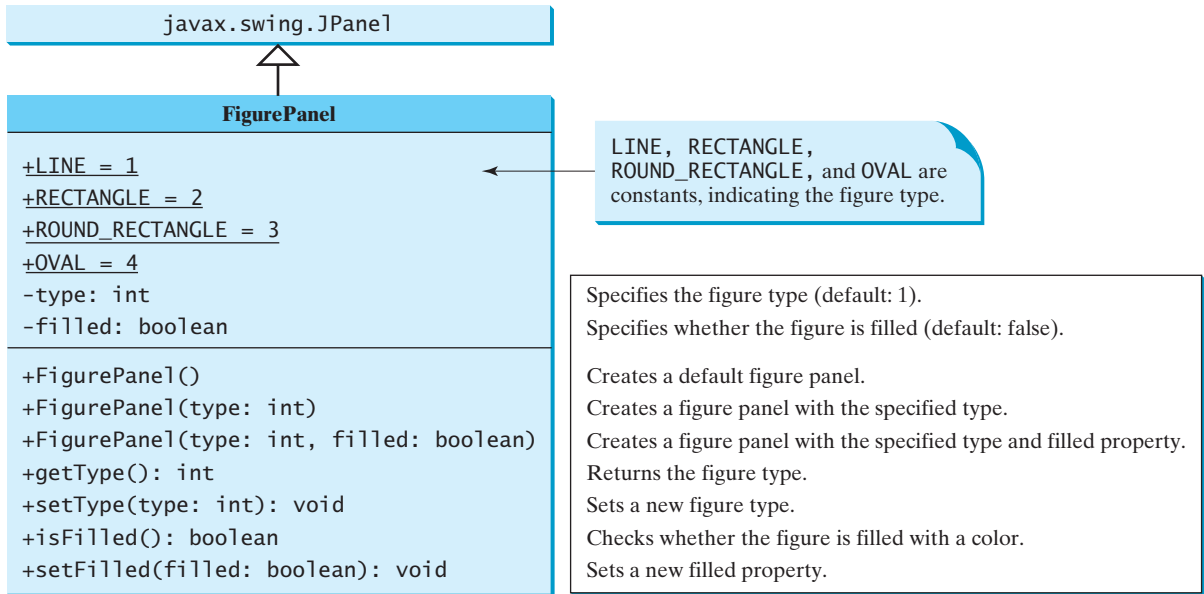 javax.swing.JPanel
FigurePanel
+LINE = 1
+RECTANGLE = 2
+ROUND_RECTANGLE = 3
+OVAL = 4
-type: int
-filled: boolean
LINE, RECTANGLE,
ROUND_RECTANGLE, and OVAL are
constants, indicating the figure type.
Specifies the figure type (default: 1).
Specifies whether the figure is filled (default: false).
+FigurePanel()
+FigurePanel(type: int)
+FigurePanel(type: int, filled: boolean)
+getType(): int
+setType(type: int): void
+isFilled(): boolean
+setFilled(filled: boolean): void
Creates a default figure panel.
Creates a figure panel with the specified type.
Creates a figure panel with the specified type and filled property.
Returns the figure type.
Sets a new figure type.
Checks whether the figure is filled with a color.
Sets a new filled property.